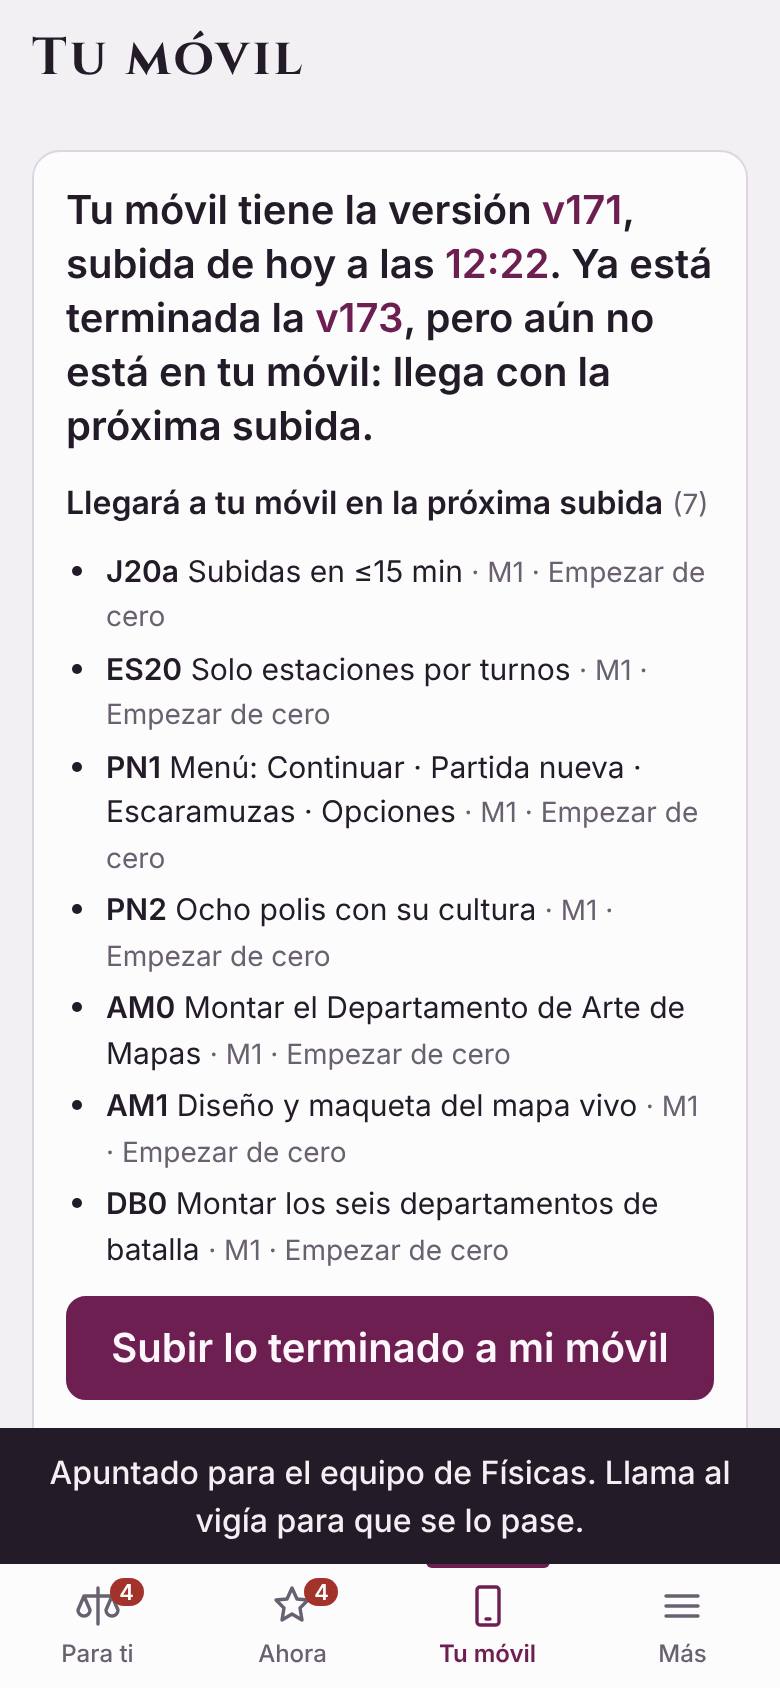 Tu móvil
Tu móvil tiene la versión v171,
subida de hoy a las 12:22. Ya está
terminada la v173, pero aún no
está en tu móvil: llega con la
próxima subida.
Llegará a tu móvil en la próxima subida (7)
• J20a Subidas en ≤15 min · M1 · Empezar de
cero
• ES20 Solo estaciones por turnos · M1 ·
Empezar de cero
• PN1 Menú: Continuar · Partida nueva ·
Escaramuzas · Opciones · M1 · Empezar de
cero
• PN2 Ocho polis con su cultura · M1 ·
Empezar de cero
• AM0 Montar el Departamento de Arte de
Mapas · M1 · Empezar de cero
• AM1 Diseño y maqueta del mapa vivo · M1
· Empezar de cero
• DB0 Montar los seis departamentos de
batalla · M1 · Empezar de cero
Subir lo terminado a mi móvil
Apuntado para el equipo de Físicas. Llama al
vigía para que se lo pase.
4 4
Para ti Ahora Tu móvil Más